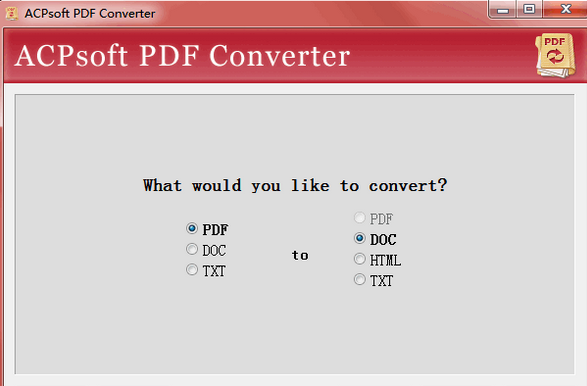 ACPsoft PDF Converter
ACPsoft PDF Converter
PDF
What would you like to convert?
PDF
DOC
TXT
to
PDF
DOC
HTML
TXT